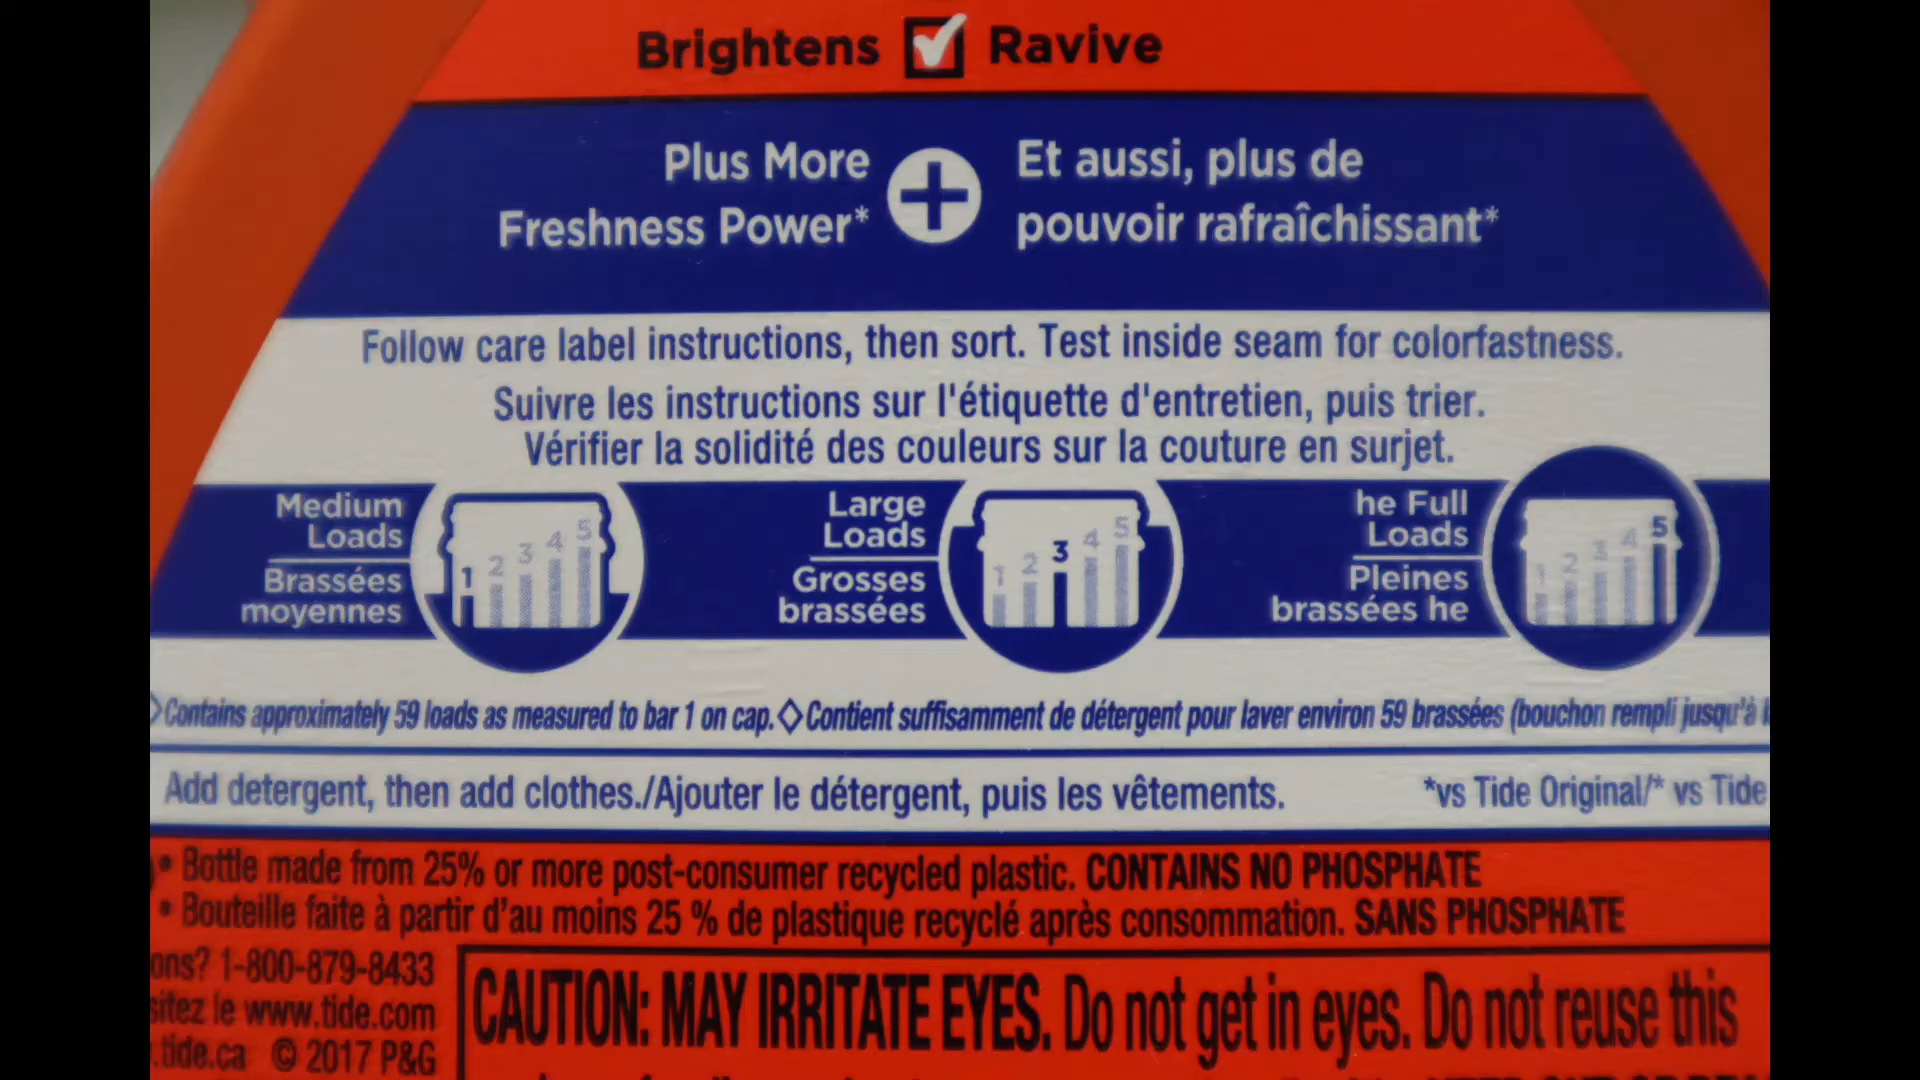 Brightens Ravive
Plus More
Freshness Power*
Et aussi, plus de
pouvoir rafraîchissant*
Follow care label instructions, then sort. Test inside seam for colorfastness.
Suivre les instructions sur l'étiquette d'entretien, puis trier.
Vérifier la solidité des couleurs sur la couture en surjet.
Medium
Loads
Brassées
moyennes
1 2 3 4 5
Large
Loads
Grosses
brassées
1 2 3 4 5
he Full
Loads
Pleines
brassées he
1 2 3 4 5
◇Contains approximately 59 loads as measured to bar 1 on cap. ◇Contient suffisamment de détergent pour laver environ 59 brassées (bouchon rempli jusqu'à
Add detergent, then add clothes./Ajouter le détergent, puis les vêtements.
*vs Tide Original/* vs Tide
• Bottle made from 25% or more post-consumer recycled plastic. CONTAINS NO PHOSPHATE
• Bouteille faite à partir d'au moins 25 % de plastique recyclé après consommation. SANS PHOSPHATE
ons? 1-800-879-8433
sitez le www.tide.com
.tide.ca © 2017 P&G
CAUTION: MAY IRRITATE EYES. Do not get in eyes. Do not reuse this